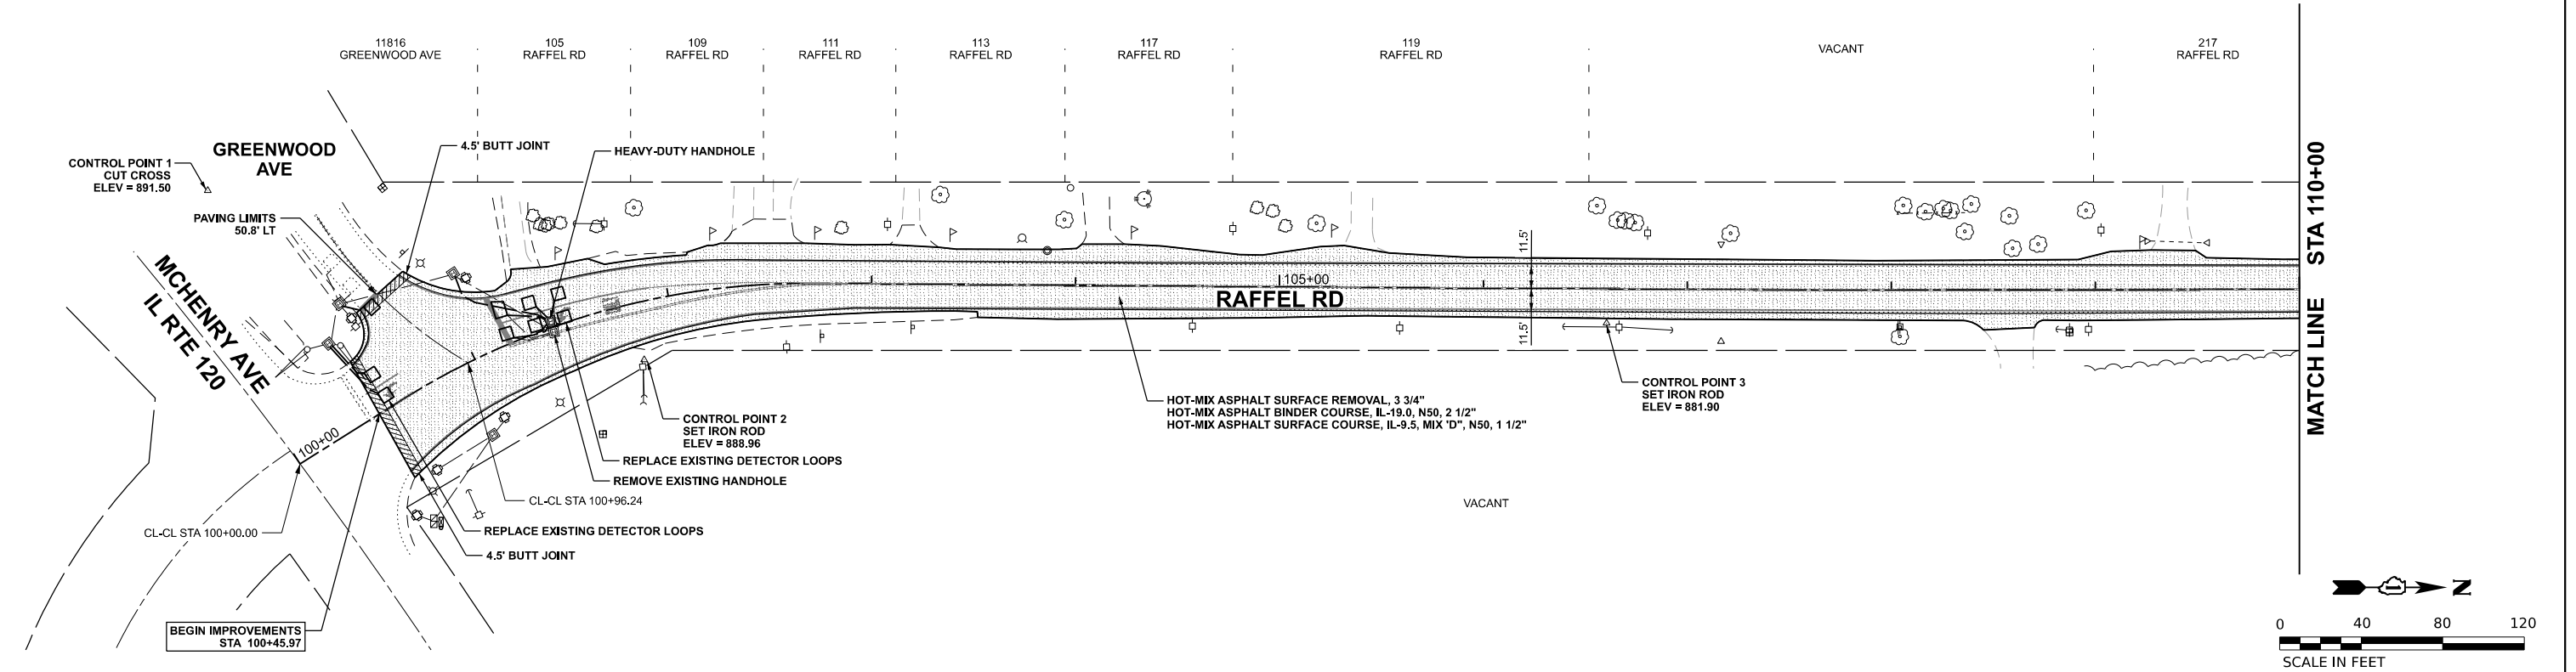 11816
GREENWOOD AVE
105
RAFFEL RD
109
RAFFEL RD
111
RAFFEL RD
113
RAFFEL RD
117
RAFFEL RD
119
RAFFEL RD
VACANT
217
RAFFEL RD
GREENWOOD
AVE
CONTROL POINT 1
CUT CROSS
ELEV = 891.50
4.5' BUTT JOINT
HEAVY-DUTY HANDHOLE
PAVING LIMITS
50.8' LT
MCHENRY AVE
IL RTE 120
11.5'
105+00
RAFFEL RD
11.5'
MATCH LINE STA 110+00
HOT-MIX ASPHALT SURFACE REMOVAL, 3 3/4"
HOT-MIX ASPHALT BINDER COURSE, IL-19.0, N50, 2 1/2"
HOT-MIX ASPHALT SURFACE COURSE, IL-9.5, MIX 'D", N50, 1 1/2"
CONTROL POINT 3
SET IRON ROD
ELEV = 881.90
CONTROL POINT 2
SET IRON ROD
ELEV = 888.96
100+00
REPLACE EXISTING DETECTOR LOOPS
REMOVE EXISTING HANDHOLE
CL-CL STA 100+96.24
VACANT
CL-CL STA 100+00.00
REPLACE EXISTING DETECTOR LOOPS
4.5' BUTT JOINT
BEGIN IMPROVEMENTS
STA 100+45.97
N
0 40 80 120
SCALE IN FEET